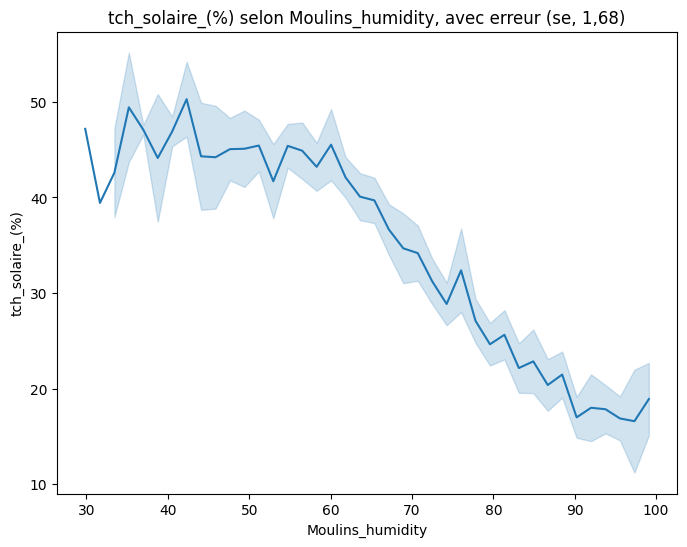 tch_solaire_(%) selon Moulins_humidity, avec erreur (se, 1,68)
tch_solaire_(%)
50
40
30
20
10
30 40 50 60 70 80 90 100
Moulins_humidity